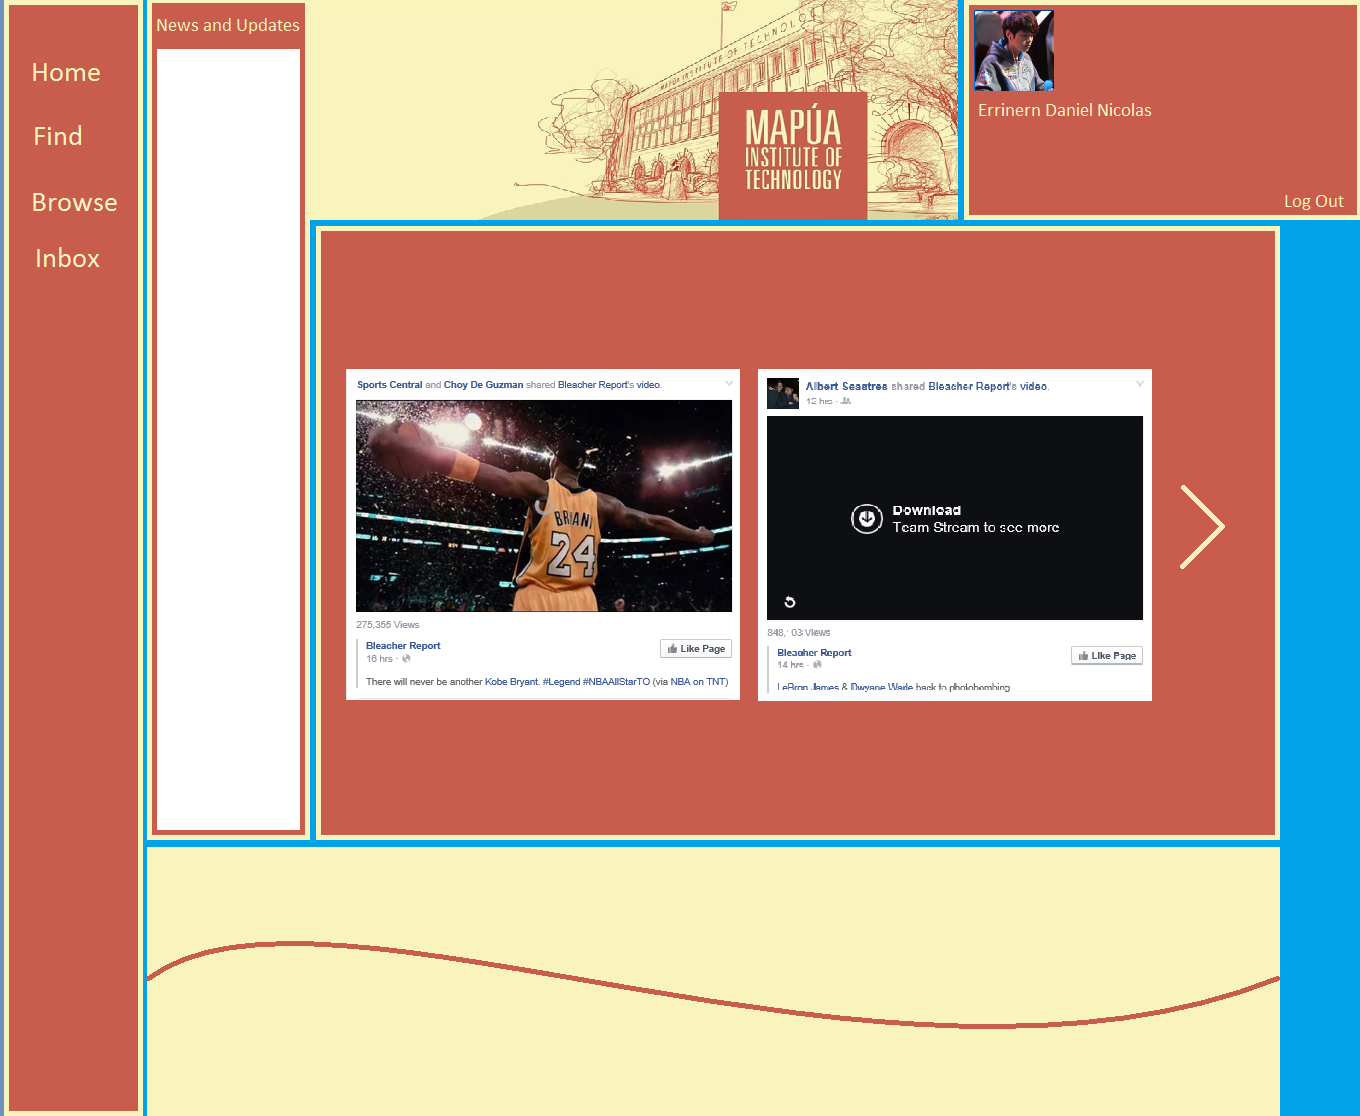 Home
Find
Browse
Inbox
News and Updates
MAPÚA INSTITUTE OF TECHNOLOGY
MAPÚA
INSTITUTE OF
TECHNOLOGY
Errinern Daniel Nicolas
Log Out
Sports Central and Choy De Guzman shared Bleacher Report's video.
BRYANT
24
275,355 Views
Bleacher Report
Like Page
16 hrs ·
There will never be another Kobe Bryant. #Legend #NBAAllStarTO (via NBA on TNT)
Albert shared Bleacher Report's video.
12 hrs ·
Download
Team Stream to see more
Views
Bleacher Report
Like Page
14 hrs ·
LeBron James & Dwyane Wade back to photobombing